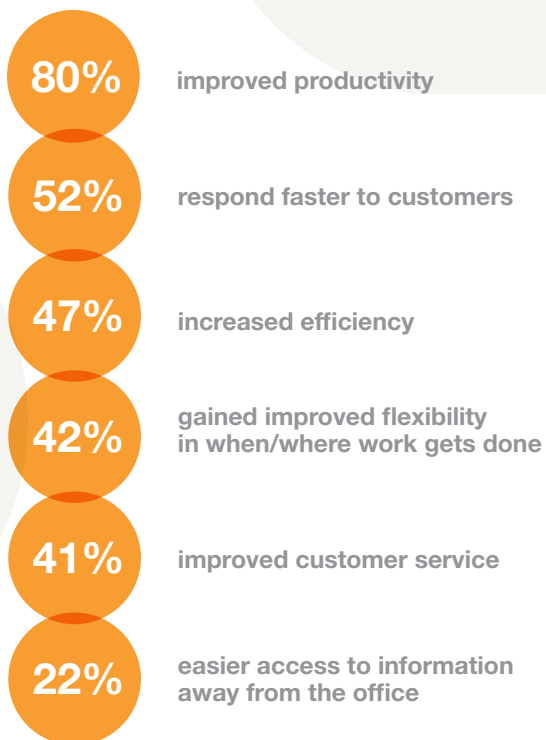 80% improved productivity
52% respond faster to customers
47% increased efficiency
42% gained improved flexibility
in when/where work gets done
41% improved customer service
22% easier access to information
away from the office